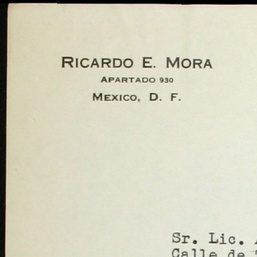 RICARDO E. MORA
APARTADO 930
MEXICO, D. F.
Sr. Lic.
Calle de